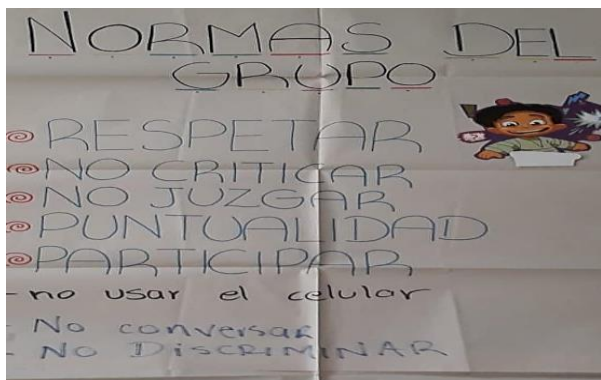 NORMAS DEL
GRUPO
RESPETAR
NO CRITICAR
NO JUZGAR
PUNTUALIDAD
PARTICIPAR
- no usar el celular
- No conversar
- NO DISCRIMINAR